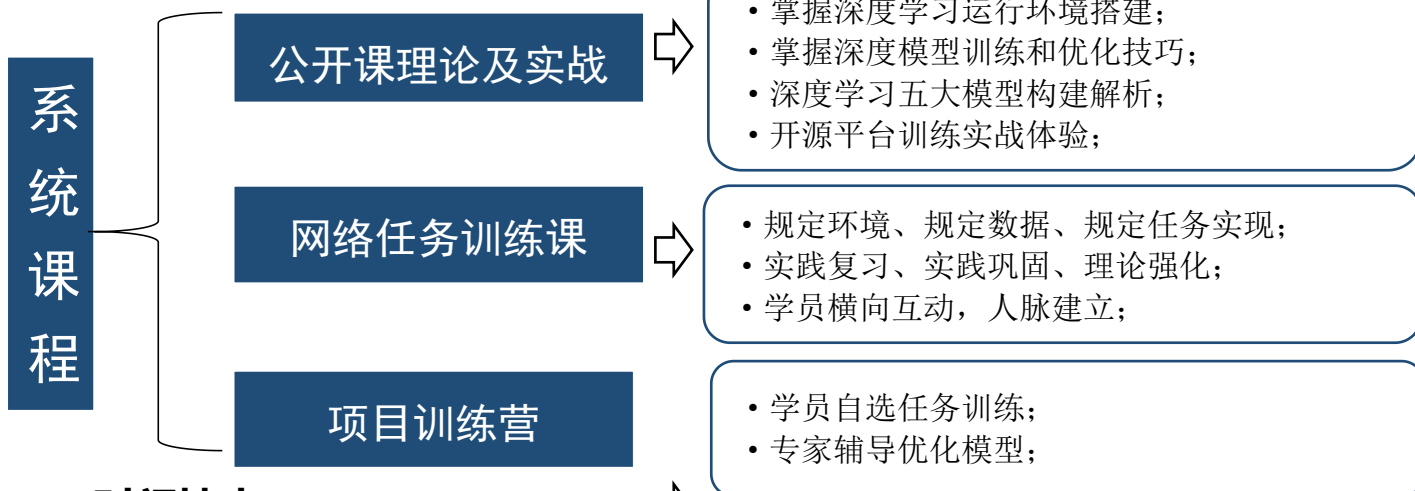 系统课程
公开课理论及实战
• 掌握深度学习运行环境搭建；
• 掌握深度模型训练和优化技巧；
• 深度学习五大模型构建解析；
• 开源平台训练实战体验；
网络任务训练课
• 规定环境、规定数据、规定任务实现；
• 实践复习、实践巩固、理论强化；
• 学员横向互动，人脉建立；
项目训练营
• 学员自选任务训练；
• 专家辅导优化模型；